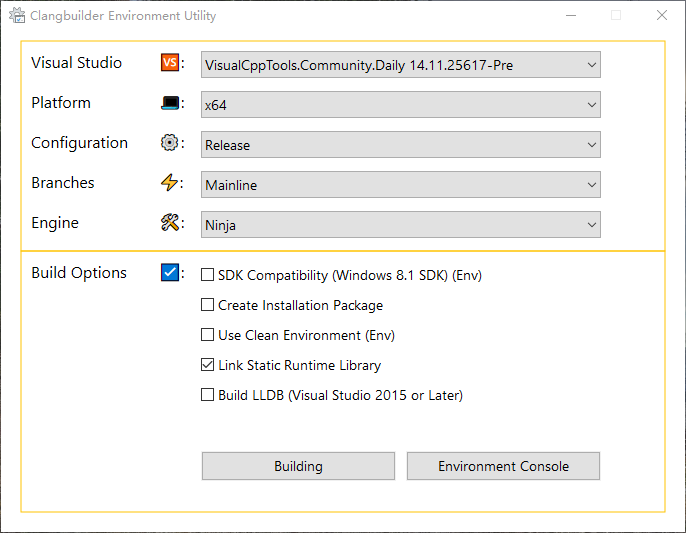 Clangbuilder Environment Utility
Visual Studio VS : VisualCppTools.Community.Daily 14.11.25617-Pre
Platform : x64
Configuration : Release
Branches : Mainline
Engine : Ninja
Build Options : SDK Compatibility (Windows 8.1 SDK) (Env)
Create Installation Package
Use Clean Environment (Env)
Link Static Runtime Library
Build LLDB (Visual Studio 2015 or Later)
Building Environment Console